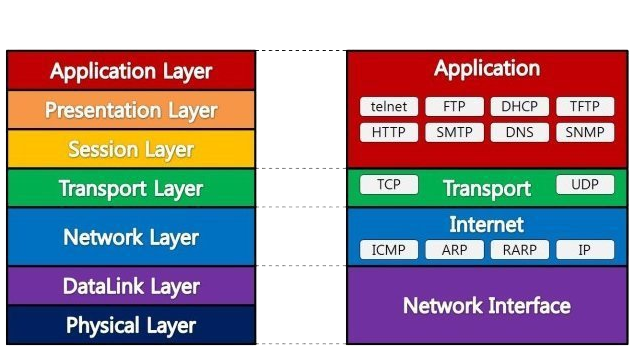 Application Layer
Presentation Layer
Session Layer
Transport Layer
Network Layer
DataLink Layer
Physical Layer
Application
telnet FTP DHCP TFTP
HTTP SMTP DNS SNMP
TCP Transport UDP
Internet
ICMP ARP RARP IP
Network Interface